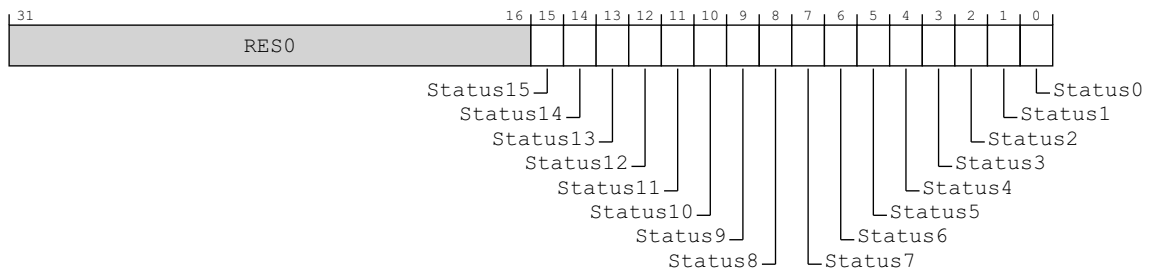 31 16 15 14 13 12 11 10 9 8 7 6 5 4 3 2 1 0
RES0
Status15 Status0
Status14 Status1
Status13 Status2
Status12 Status3
Status11 Status4
Status10 Status5
Status9 Status6
Status8 Status7